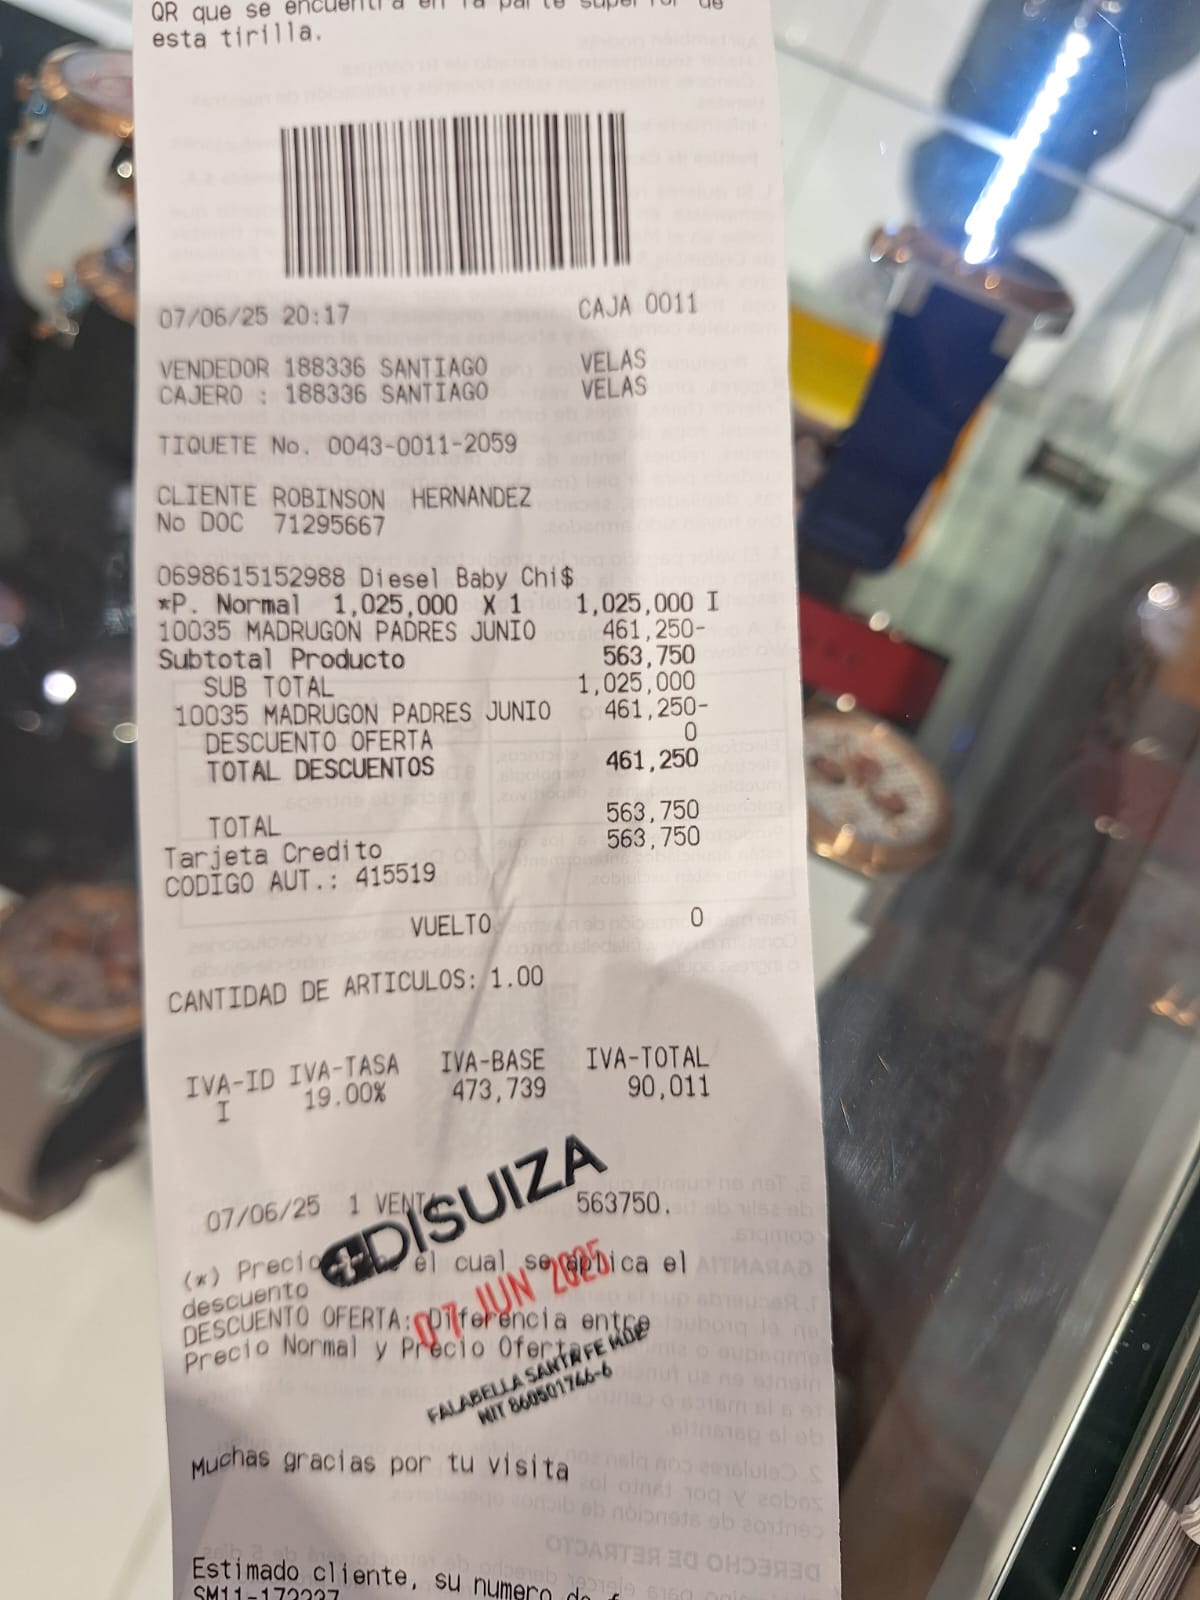 QR que se encuentra en la parte superior de
esta tirilla.
07/06/25 20:17 CAJA 0011
VENDEDOR 188336 SANTIAGO VELAS
CAJERO : 188336 SANTIAGO VELAS
TIQUETE No. 0043-0011-2059
CLIENTE ROBINSON HERNANDEZ
No DOC 71295667
0698615152988 Diesel Baby Chi$
*P. Normal 1,025,000 X 1 1,025,000 I
10035 MADRUGON PADRES JUNIO 461,250-
Subtotal Producto 563,750
SUB TOTAL 1,025,000
10035 MADRUGON PADRES JUNIO 461,250-
DESCUENTO OFERTA 0
TOTAL DESCUENTOS 461,250
TOTAL 563,750
Tarjeta Credito 563,750
CODIGO AUT.: 415519
VUELTO 0
CANTIDAD DE ARTICULOS: 1.00
IVA-ID IVA-TASA IVA-BASE IVA-TOTAL
I 19.00% 473,739 90,011
07/06/25 1 VENTA 563750.
DISUIZA
(*) Precio el cual se aplica el
descuento
07 JUN 2025
DESCUENTO OFERTA: Diferencia entre
Precio Normal y Precio Oferta
FALABELLA SANTA FE MDE
NIT 860501746-6
Muchas gracias por tu visita
Estimado cliente, su numero de
SM11-172237